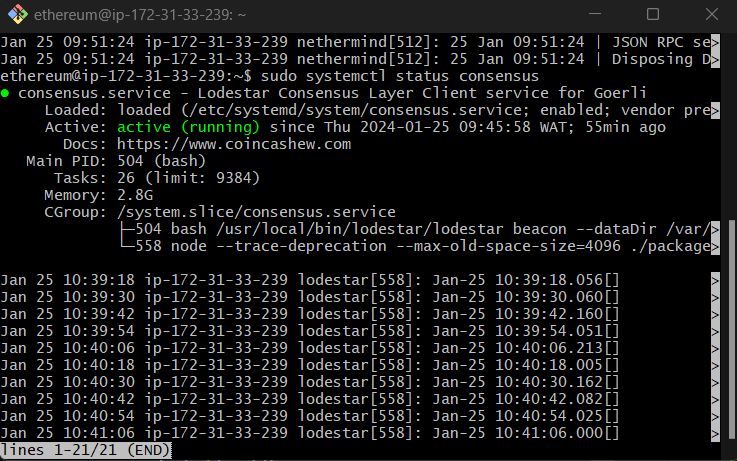 ethereum@ip-172-31-33-239: ~
Jan 25 09:51:24 ip-172-31-33-239 nethermind[512]: 25 Jan 09:51:24 | JSON RPC se>
Jan 25 09:51:24 ip-172-31-33-239 nethermind[512]: 25 Jan 09:51:24 | Disposing D>
ethereum@ip-172-31-33-239:~$ sudo systemctl status consensus
● consensus.service - Lodestar Consensus Layer Client service for Goerli
Loaded: loaded (/etc/systemd/system/consensus.service; enabled; vendor pre>
Active: active (running) since Thu 2024-01-25 09:45:58 WAT; 55min ago
Docs: https://www.coincashew.com
Main PID: 504 (bash)
Tasks: 26 (limit: 9384)
Memory: 2.8G
CGroup: /system.slice/consensus.service
├─504 bash /usr/local/bin/lodestar/lodestar beacon --dataDir /var/>
└─558 node --trace-deprecation --max-old-space-size=4096 ./package>
Jan 25 10:39:18 ip-172-31-33-239 lodestar[558]: Jan-25 10:39:18.056[] >
Jan 25 10:39:30 ip-172-31-33-239 lodestar[558]: Jan-25 10:39:30.060[] >
Jan 25 10:39:42 ip-172-31-33-239 lodestar[558]: Jan-25 10:39:42.160[] >
Jan 25 10:39:54 ip-172-31-33-239 lodestar[558]: Jan-25 10:39:54.051[] >
Jan 25 10:40:06 ip-172-31-33-239 lodestar[558]: Jan-25 10:40:06.213[] >
Jan 25 10:40:18 ip-172-31-33-239 lodestar[558]: Jan-25 10:40:18.005[] >
Jan 25 10:40:30 ip-172-31-33-239 lodestar[558]: Jan-25 10:40:30.162[] >
Jan 25 10:40:42 ip-172-31-33-239 lodestar[558]: Jan-25 10:40:42.082[] >
Jan 25 10:40:54 ip-172-31-33-239 lodestar[558]: Jan-25 10:40:54.025[] >
Jan 25 10:41:06 ip-172-31-33-239 lodestar[558]: Jan-25 10:41:06.000[] >
lines 1-21/21 (END)